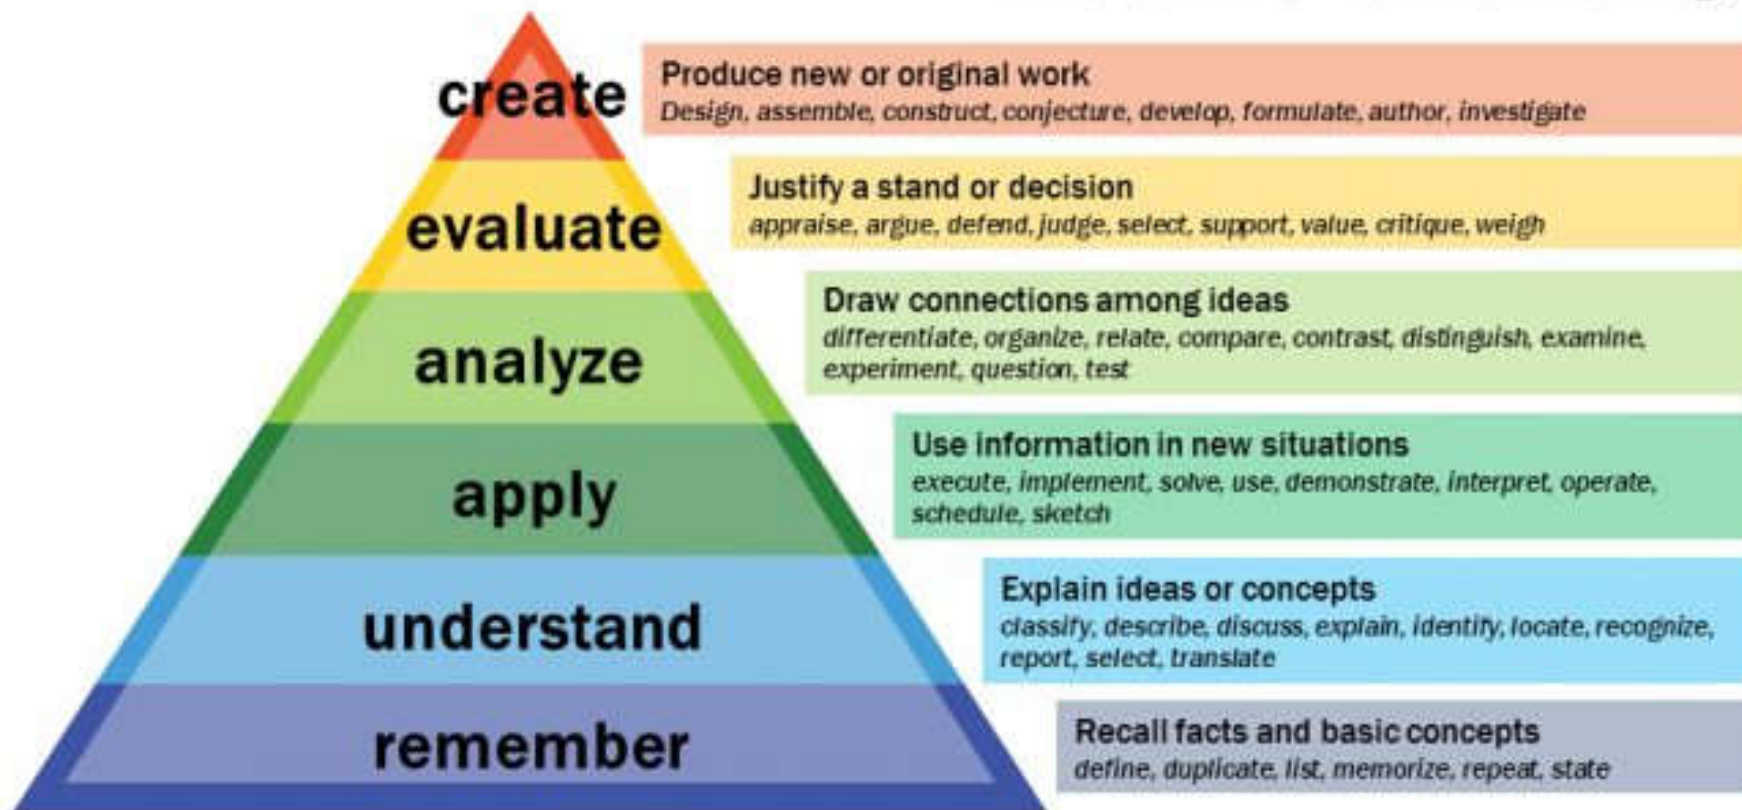 create
Produce new or original work
Design, assemble, construct, conjecture, develop, formulate, author, investigate
evaluate
Justify a stand or decision
appraise, argue, defend, judge, select, support, value, critique, weigh
analyze
Draw connections among ideas
differentiate, organize, relate, compare, contrast, distinguish, examine,
experiment, question, test
apply
Use information in new situations
execute, implement, solve, use, demonstrate, interpret, operate,
schedule, sketch
understand
Explain ideas or concepts
classify, describe, discuss, explain, identify, locate, recognize,
report, select, translate
remember
Recall facts and basic concepts
define, duplicate, list, memorize, repeat, state